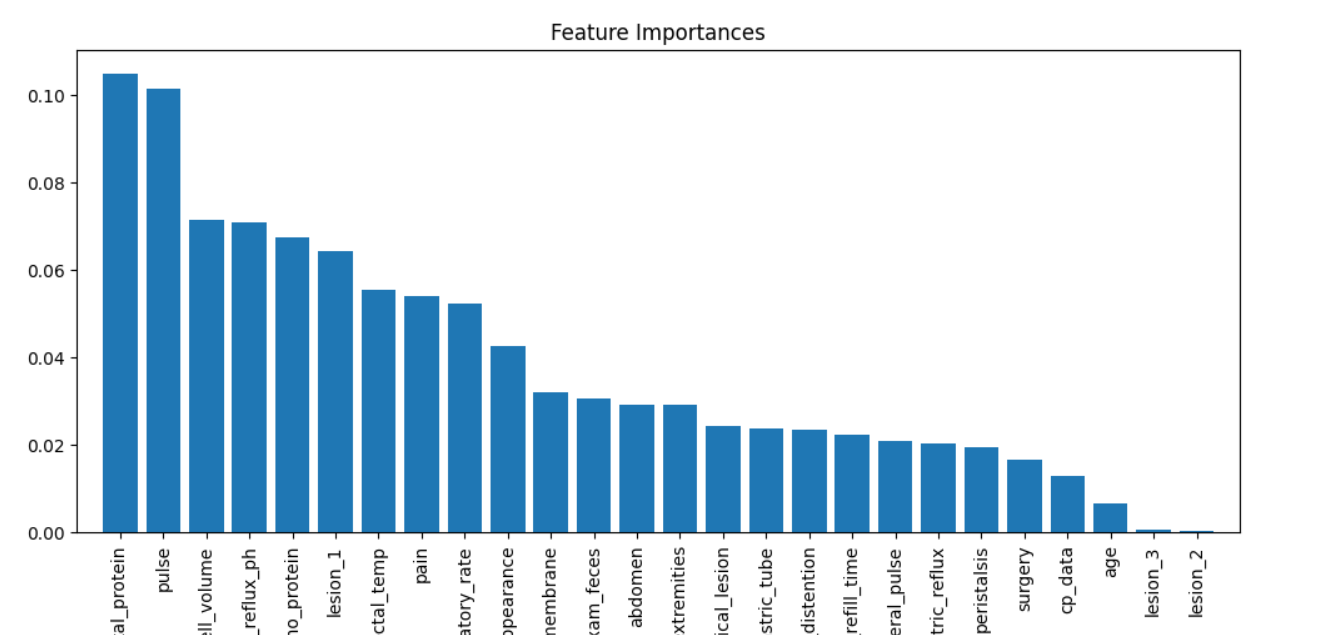 Feature Importances
0.10
0.08
0.06
0.04
0.02
0.00
cal_protein
pulse
ell_volume
_reflux_ph
no_protein
lesion_1
ctal_temp
pain
atory_rate
ppearance
membrane
xam_feces
abdomen
extremities
ical_lesion
stric_tube
distention
refill_time
eral_pulse
tric_reflux
peristalsis
surgery
cp_data
age
lesion_3
lesion_2